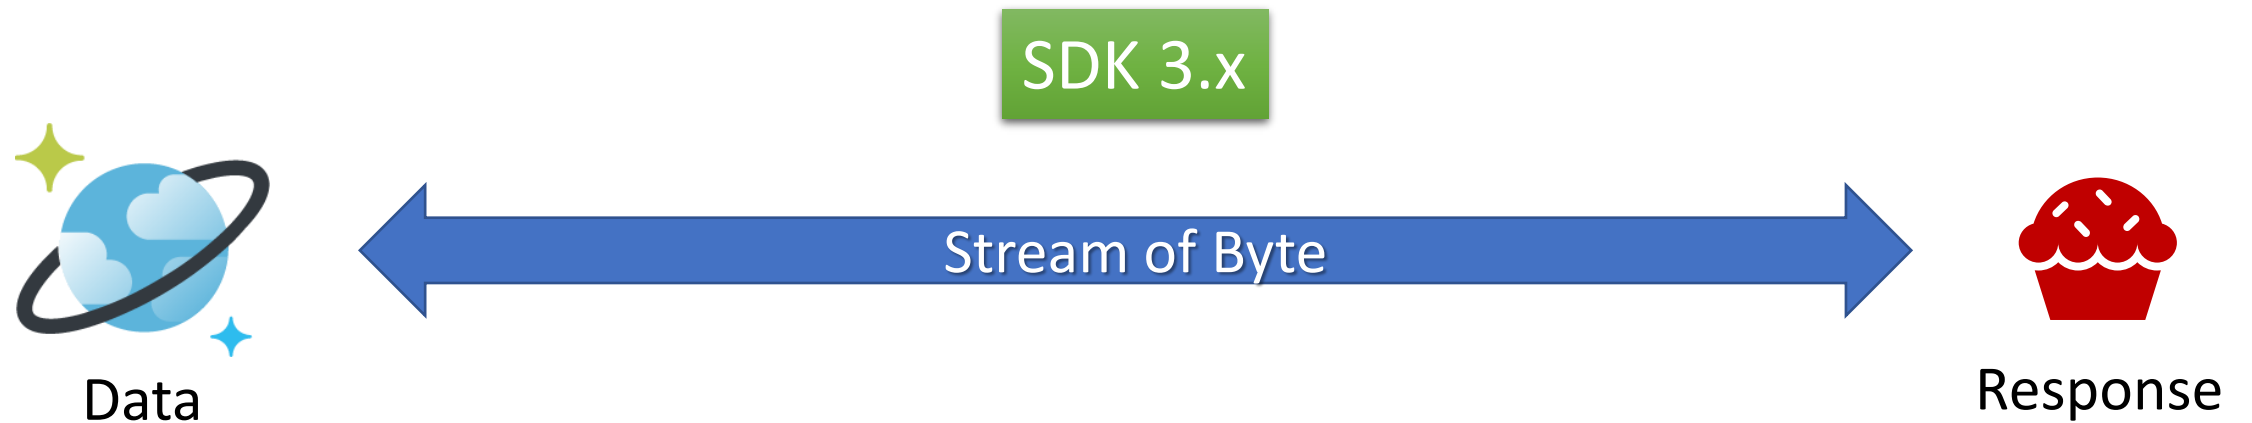 SDK 3.x
Stream of Byte
Data
Response